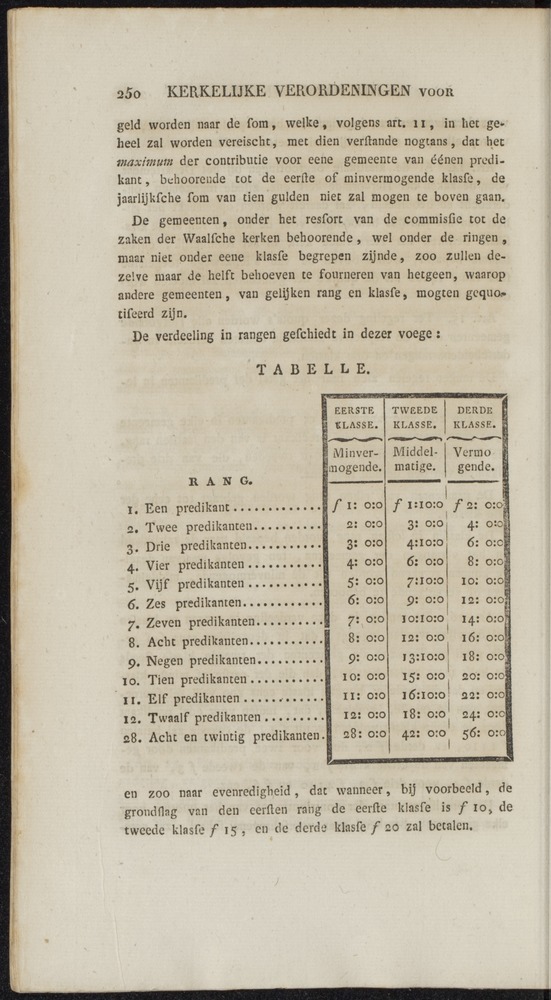 250 KERKELIJKE VERORDENINGEN VOOR
geld worden naar de ſom, welke, volgens art. 11, in het ge-
heel zal worden vereischt, met dien verſtande nogtans, dat het
maximum der contributie voor eene gemeente van éénen predi-
kant, behoorende tot de eerſte of minvermogende klasſe, de
jaarlijkſche ſom van tien gulden niet zal mogen te boven gaan.
De gemeenten, onder het resſort van de commisſie tot de
zaken der Waalſche kerken behoorende, wel onder de ringen,
maar niet onder eene klasſe begrepen zijnde, zoo zullen de-
zelve maar de helft behoeven te fourneren van hetgeen, waarop
andere gemeenten, van gelijken rang en klasſe, mogten gequo-
tiſeerd zijn.
De verdeeling in rangen geſchiedt in dezer voege:
TABELLE.
EERSTE TWEEDE DERDE
KLASSE. KLASSE. KLASSE.
Minver- Middel- Vermo
mogende. matige. gende.
RANG.
1. Een predikant ............. ƒ 1: 0:0 ƒ 1:10:0 ƒ 2: 0:0
2. Twee predikanten.......... 2: 0:0 3: 0:0 4: 0:0
3. Drie predikanten........... 3: 0:0 4:10:0 6: 0:0
4. Vier predikanten ........... 4: 0:0 6: 0:0 8: 0:0
5. Vijf predikanten ........... 5: 0:0 7:10:0 10: 0:0
6. Zes predikanten............ 6: 0:0 9: 0:0 12: 0:0
7. Zeven predikanten.......... 7: 0:0 10:10:0 14: 0:0
8. Acht predikanten........... 8: 0:0 12: 0:0 16: 0:0
9. Negen predikanten.......... 9: 0:0 13:10:0 18: 0:0
10. Tien predikanten ........... 10: 0:0 15: 0:0 20: 0:0
11. Elf predikanten ............ 11: 0:0 16:10:0 22: 0:0
12. Twaalf predikanten ......... 12: 0:0 18: 0:0 24: 0:0
28. Acht en twintig predikanten. 28: 0:0 42: 0:0 56: 0:0
en zoo naar evenredigheid, dat wanneer, bij voorbeeld, de
grondſlag van den eerſten rang de eerſte klasſe is ƒ 10, de
tweede klasſe ƒ 15, en de derde klasſe ƒ 20 zal betalen.